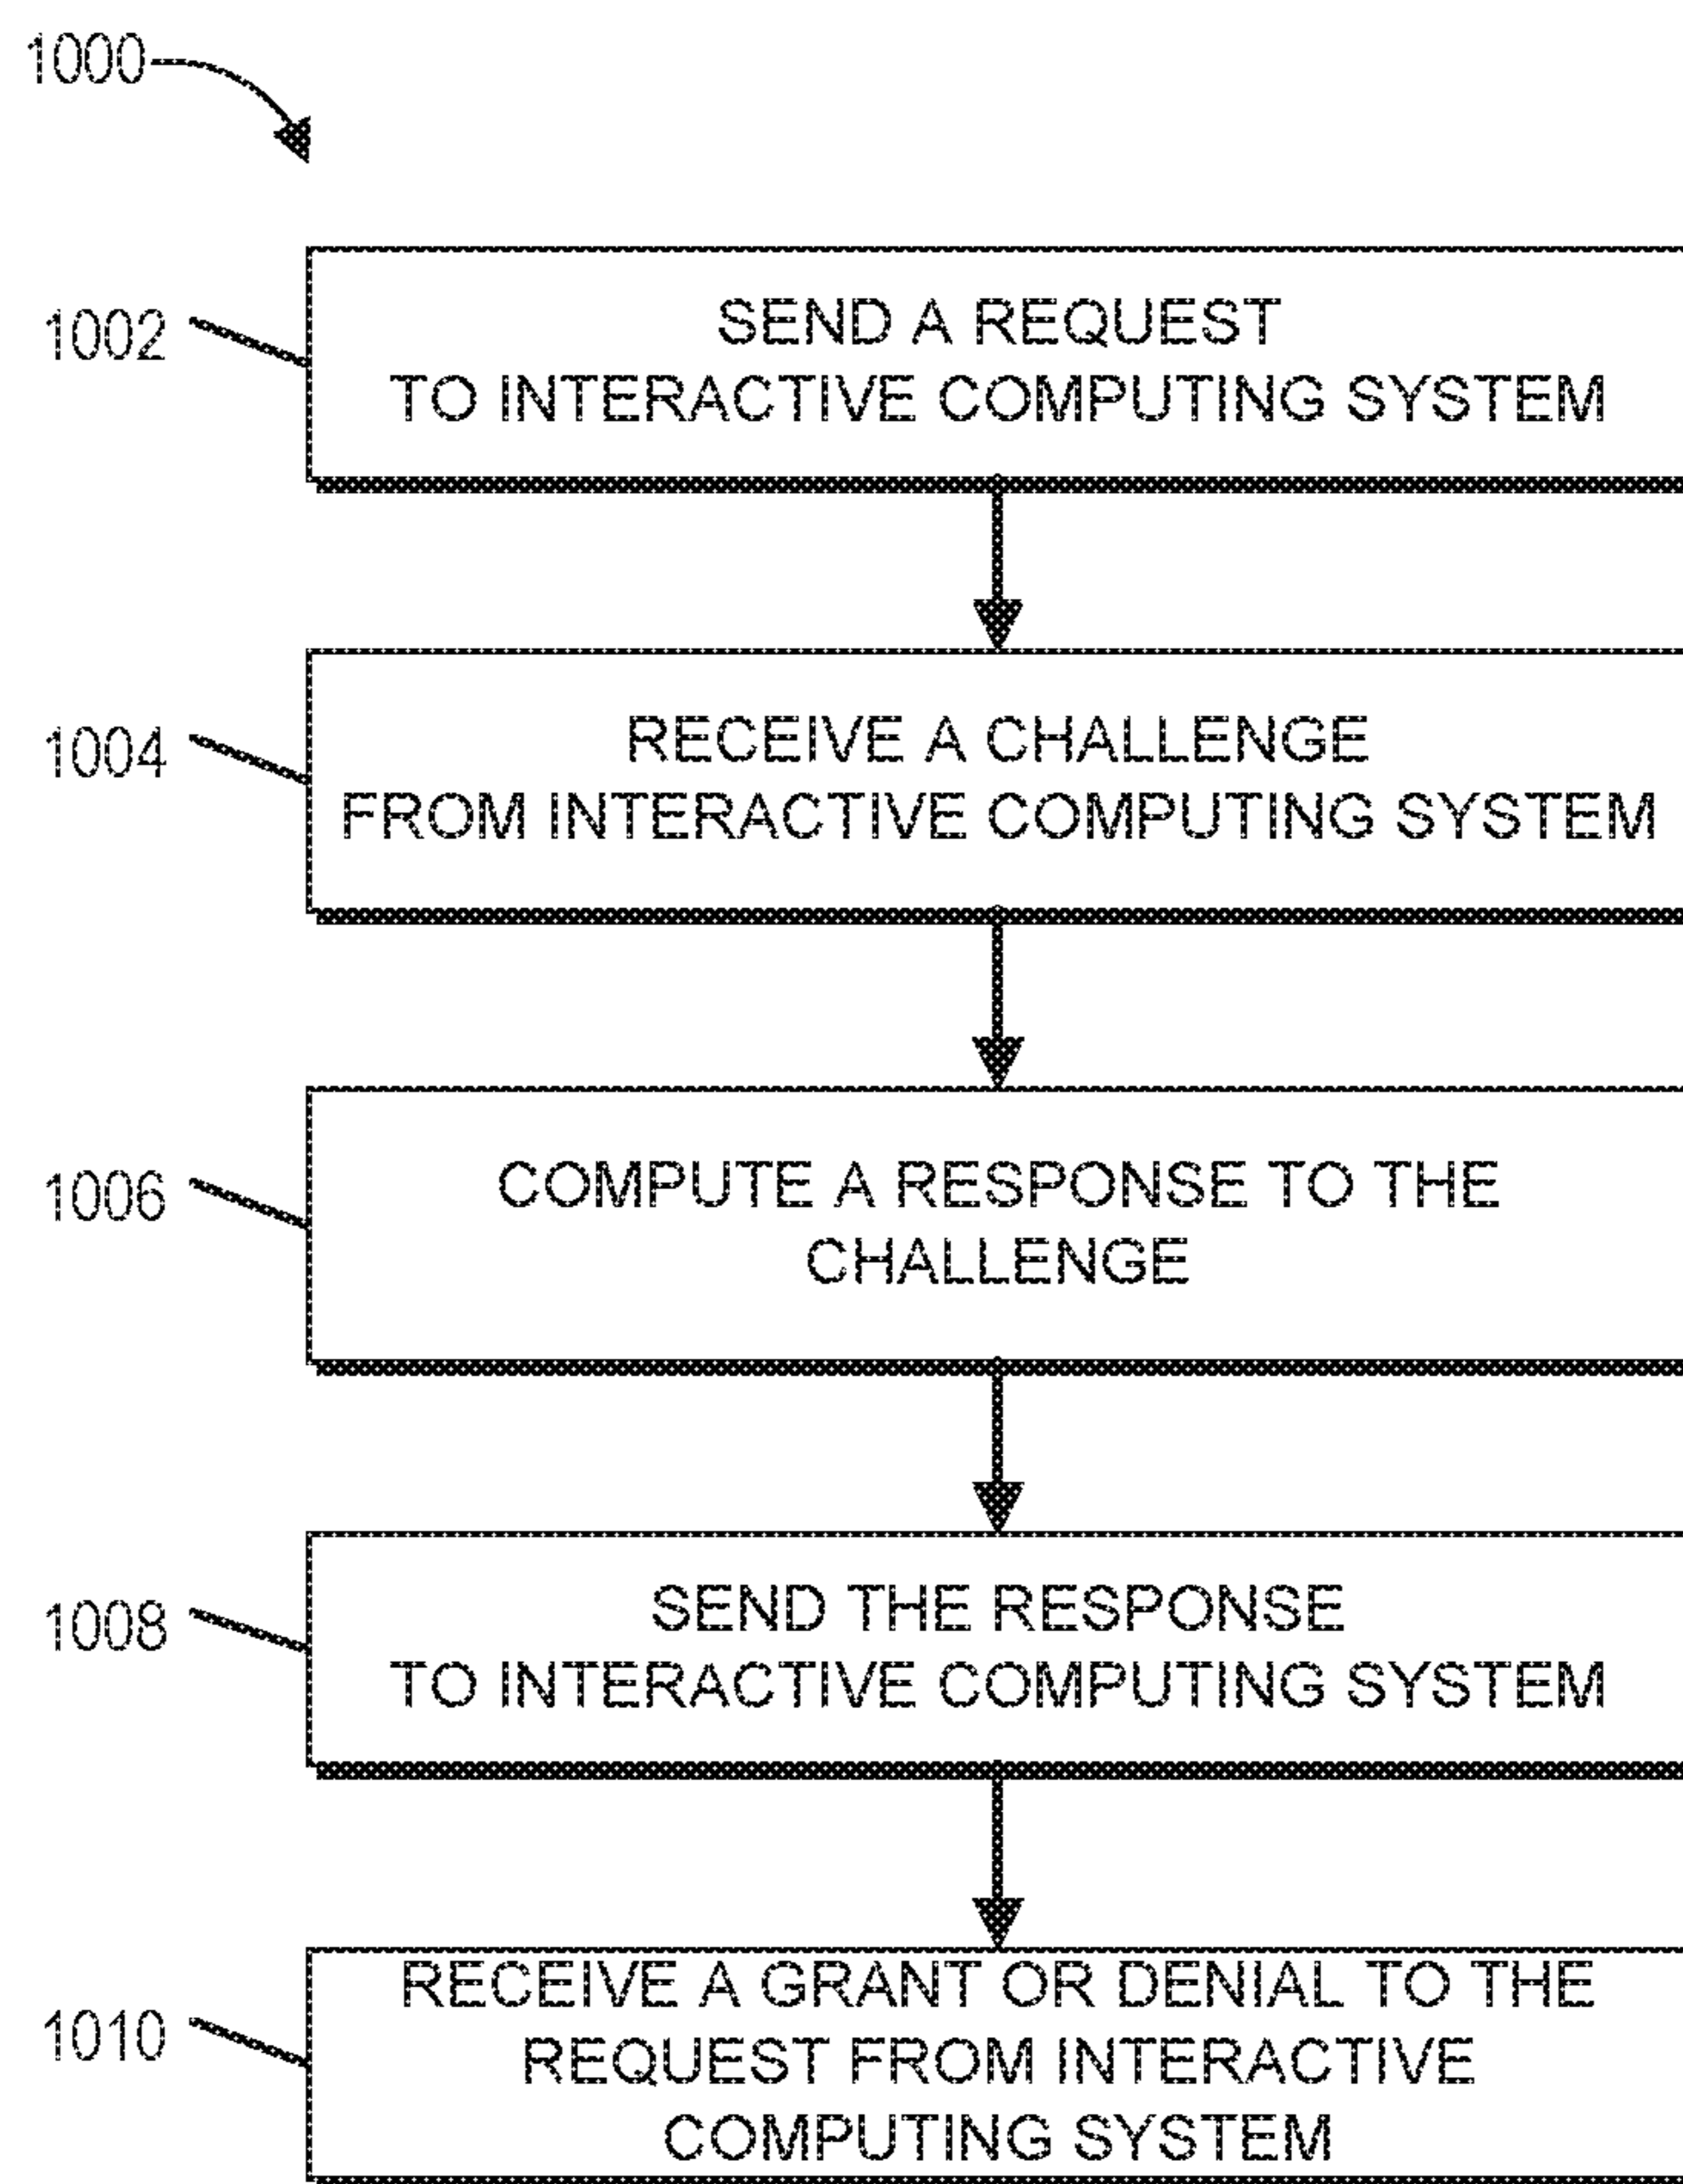 1000
1002
SEND A REQUEST
TO INTERACTIVE COMPUTING SYSTEM
1004
RECEIVE A CHALLENGE
FROM INTERACTIVE COMPUTING SYSTEM
1006
COMPUTE A RESPONSE TO THE
CHALLENGE
1008
SEND THE RESPONSE
TO INTERACTIVE COMPUTING SYSTEM
1010
RECEIVE A GRANT OR DENIAL TO THE
REQUEST FROM INTERACTIVE
COMPUTING SYSTEM